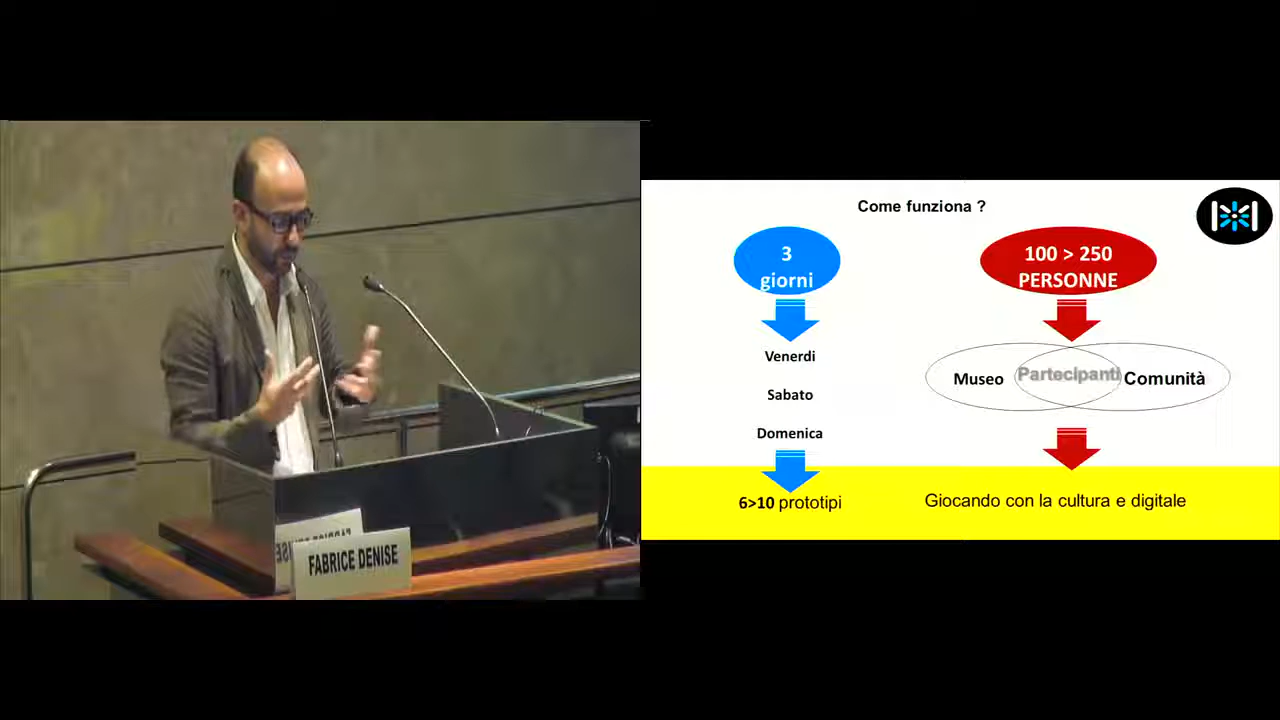 FABRICE DENISE
Come funziona ?
3
giorni
Venerdi
Sabato
Domenica
6>10 prototipi
100 > 250
PERSONNE
Museo
Partecipanti
Comunità
Giocando con la cultura e digitale